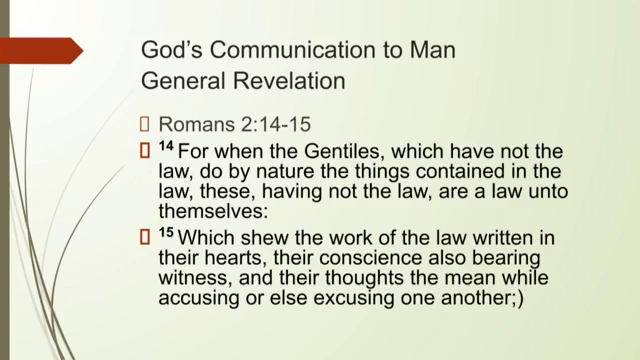 God's Communication to Man
General Revelation
Romans 2:14-15
14 For when the Gentiles, which have not the
law, do by nature the things contained in the
law, these, having not the law, are a law unto
themselves:
15 Which shew the work of the law written in
their hearts, their conscience also bearing
witness, and their thoughts the mean while
accusing or else excusing one another;)